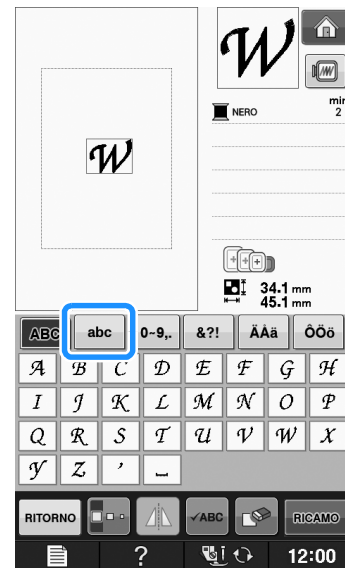 W
NERO
min
2
W
34.1 mm
45.1 mm
ABC abc 0~9,. &?! ÄÅä ÔÖö
A B C D E F G H
I J K L M N O P
Q R S T U V W X
Y Z ’ _
RITORNO ABC RICAMO
? 12:00